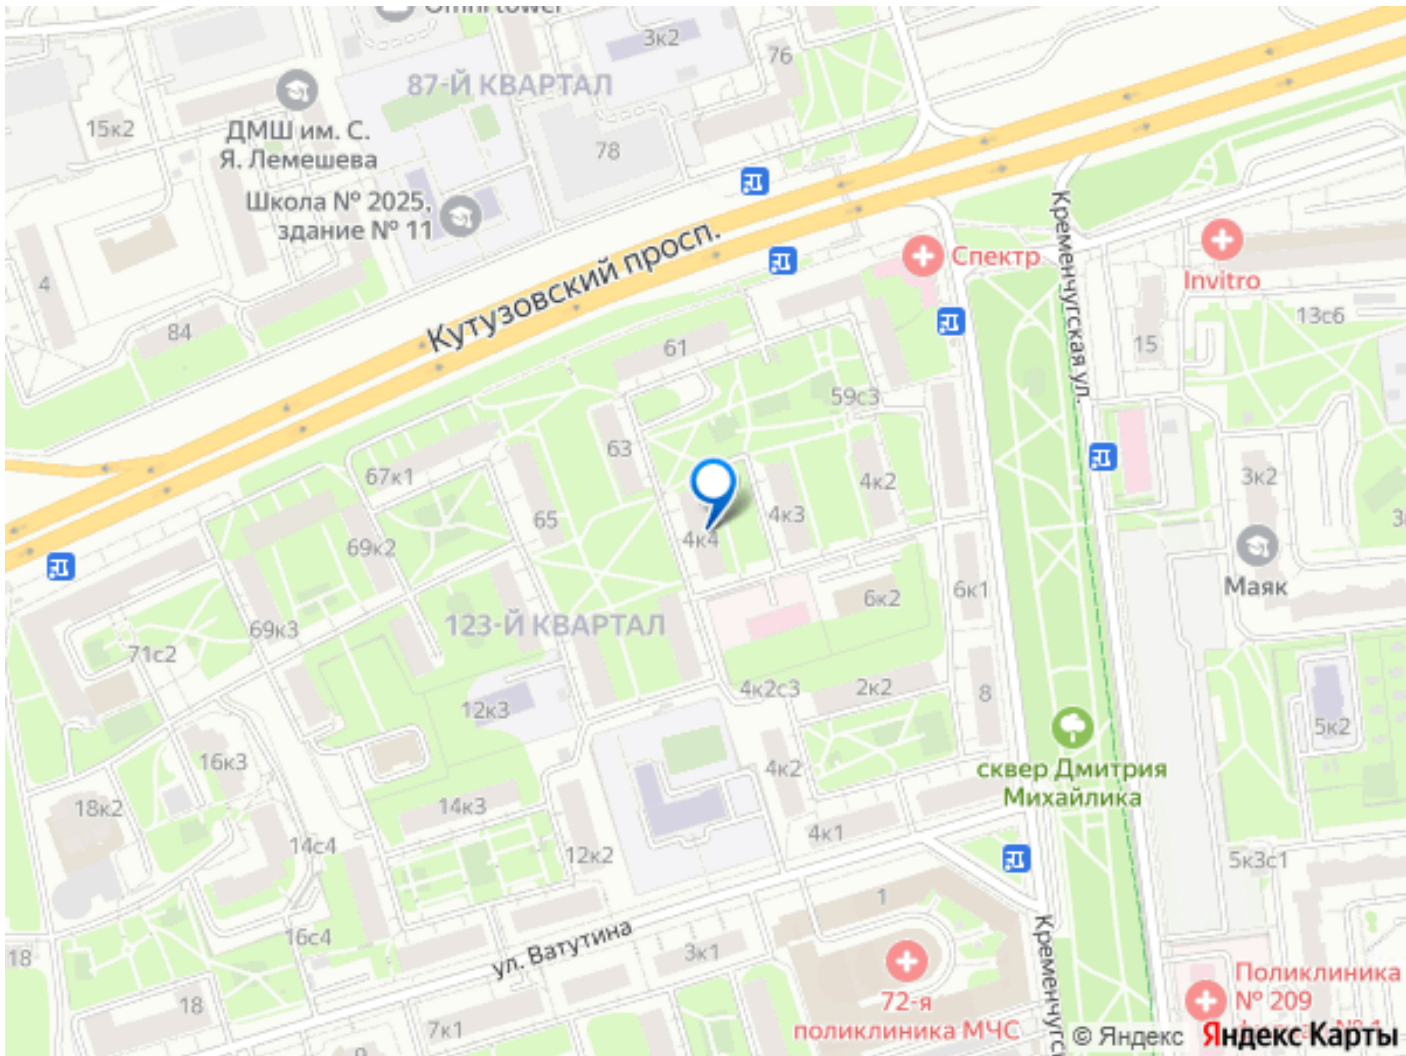 Omni tower
3к2
76
87-Й КВАРТАЛ
15к2
ДМШ им. С.
Я. Лемешева
78
Школа № 2025,
здание № 11
Кутузовский просп.
Спектр
Кременчугская ул.
Invitro
4
84
61
59с3
15
13с6
63
67к1
65
4к2
4к3
4к4
3к2
69к2
Маяк
6к2
6к1
123-Й КВАРТАЛ
69к3
71с2
4к2с3
2к2
8
12к3
5к2
сквер Дмитрия
Михайлика
16к3
4к2
18к2
14к3
4к1
14с4
12к2
5к3с1
1
16с4
ул. Ватутина
3к1
18
18
7к1
72-я
поликлиника МЧС
Поликлиника
№ 209
© Яндекс
Яндекс Карты